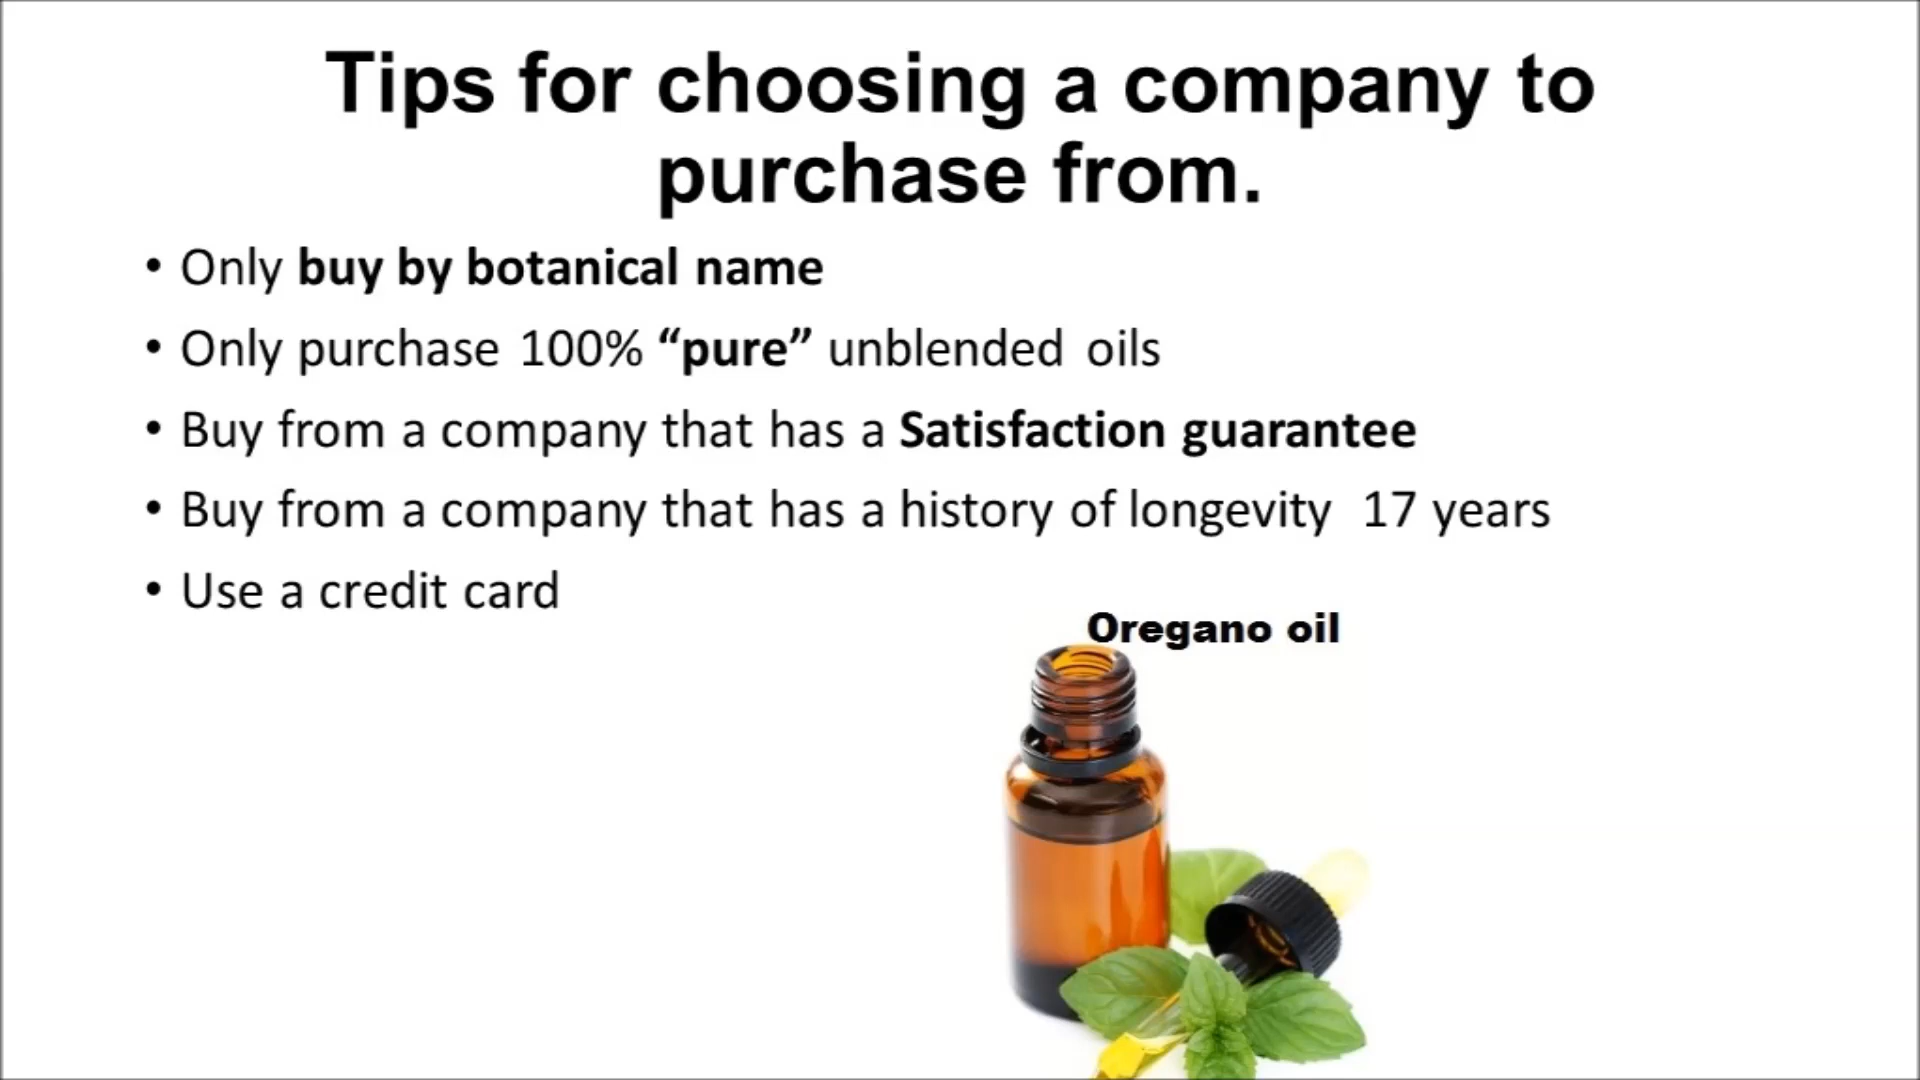 Tips for choosing a company to
purchase from.
• Only buy by botanical name
• Only purchase 100% “pure” unblended oils
• Buy from a company that has a Satisfaction guarantee
• Buy from a company that has a history of longevity 17 years
• Use a credit card
Oregano oil